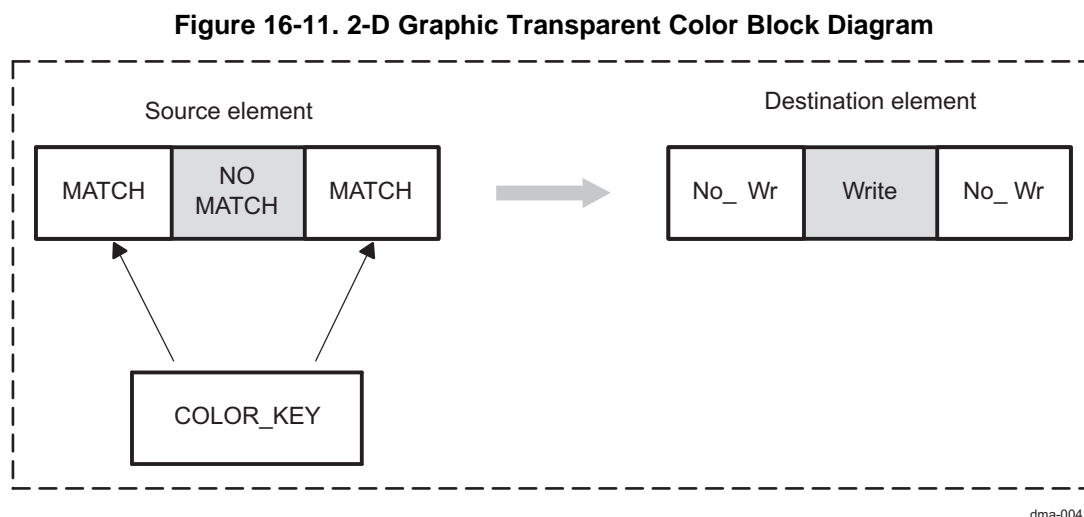 Figure 16-11. 2-D Graphic Transparent Color Block Diagram
Source element
Destination element
MATCH
NO
MATCH
MATCH
No_ Wr
Write
No_ Wr
COLOR_KEY
dma-004